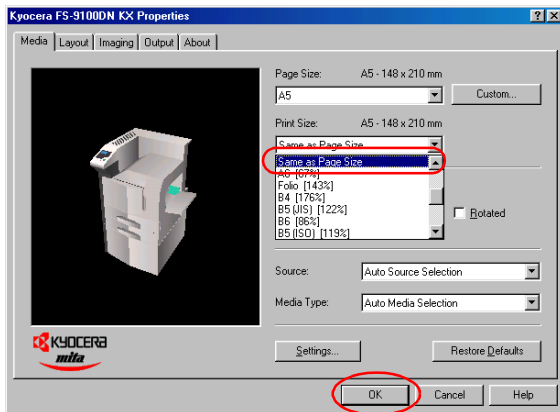 Kyocera FS-9100DN KX Properties
Media Layout Imaging Output About
Page Size: A5 - 148 x 210 mm
A5
Custom...
Print Size: A5 - 148 x 210 mm
Same as Page Size
Same as Page Size
A6 [67%]
Folio [143%]
B4 [176%]
B5 (JIS) [122%]
B6 [86%]
B5 (ISO) [119%]
Rotated
Source: Auto Source Selection
Media Type: Auto Media Selection
KYOCERA
mita
Settings... Restore Defaults
OK Cancel Help